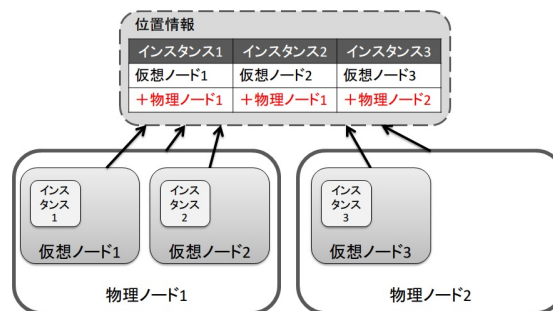 位置情報
インスタンス1 インスタンス2 インスタンス3
仮想ノード1 仮想ノード2 仮想ノード3
＋物理ノード1 ＋物理ノード1 ＋物理ノード2
インス
タンス
1
仮想ノード1
インス
タンス
2
仮想ノード2
物理ノード1
インス
タンス
3
仮想ノード3
物理ノード2